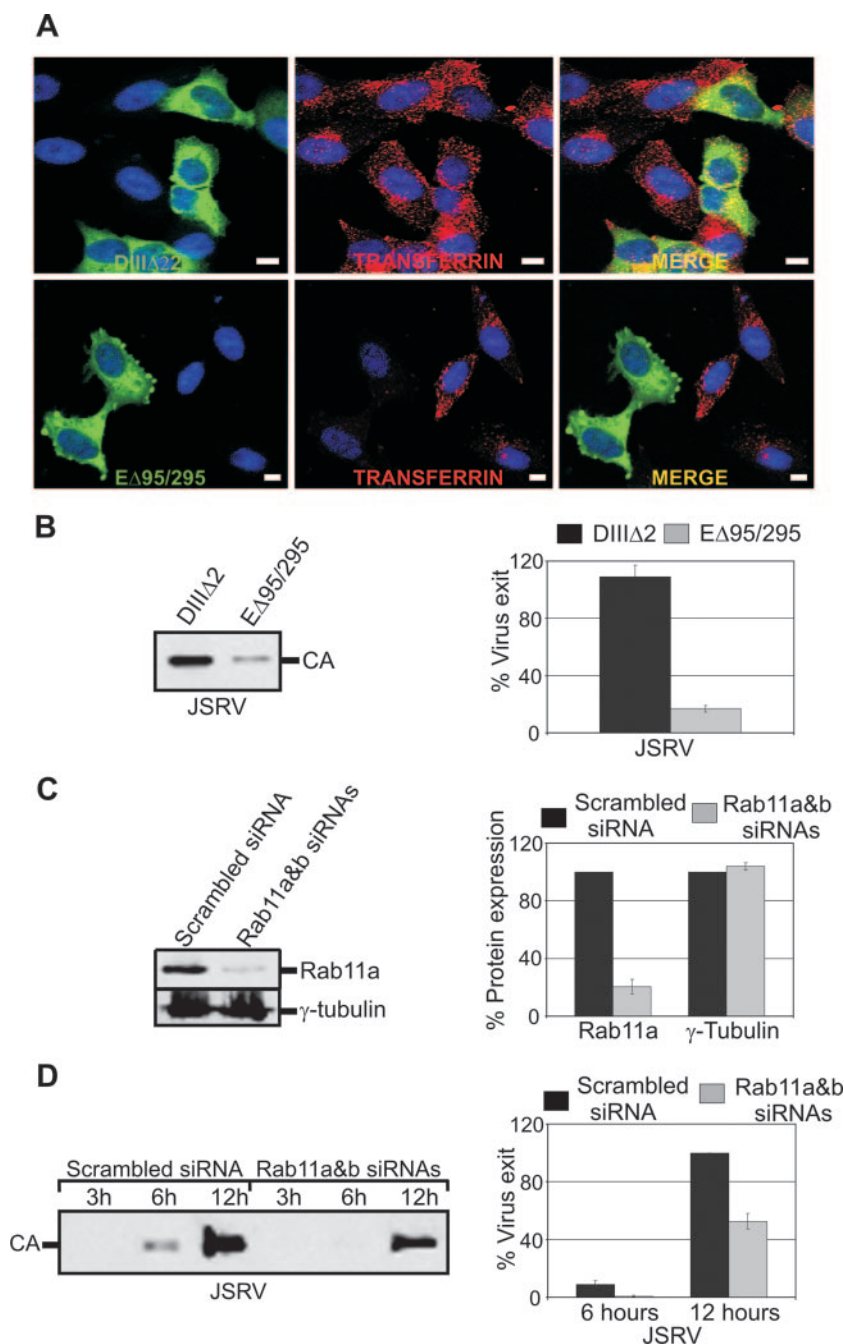 A
DIIIΔ22
TRANSFERRIN
MERGE
EΔ95/295
TRANSFERRIN
MERGE
B
DIIIΔ2
EΔ95/295
CA
JSRV
DIIIΔ2 EΔ95/295
% Virus exit
120
80
40
0
JSRV
C
Scrambled siRNA
Rab11a&b siRNAs
Rab11a
γ-tubulin
Scrambled siRNA
Rab11a&b siRNAs
% Protein expression
120
80
40
0
Rab11a γ-Tubulin
D
Scrambled siRNA Rab11a&b siRNAs
3h 6h 12h 3h 6h 12h
CA
JSRV
Scrambled siRNA
Rab11a&b siRNAs
% Virus exit
120
80
40
0
6 hours 12 hours
JSRV